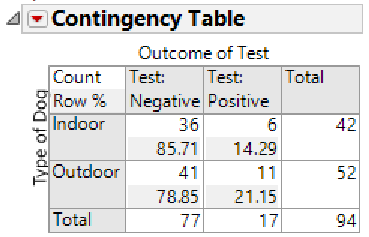 Contingency Table
Outcome of Test
Type of Dog
Count Test: Test: Total
Row % Negative Positive
Indoor 36 6 42
85.71 14.29
Outdoor 41 11 52
78.85 21.15
Total 77 17 94